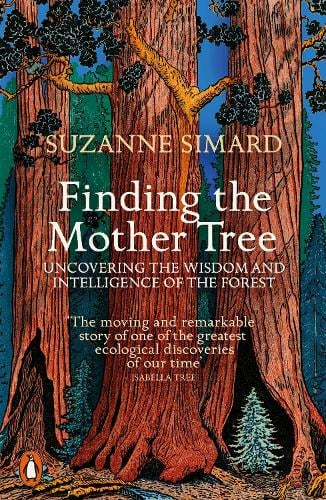 SUZANNE SIMARD
Finding the
Mother Tree
UNCOVERING THE WISDOM AND
INTELLIGENCE OF THE FOREST
'The moving and remarkable
story of one of the greatest
ecological discoveries
of our time'
ISABELLA TREE